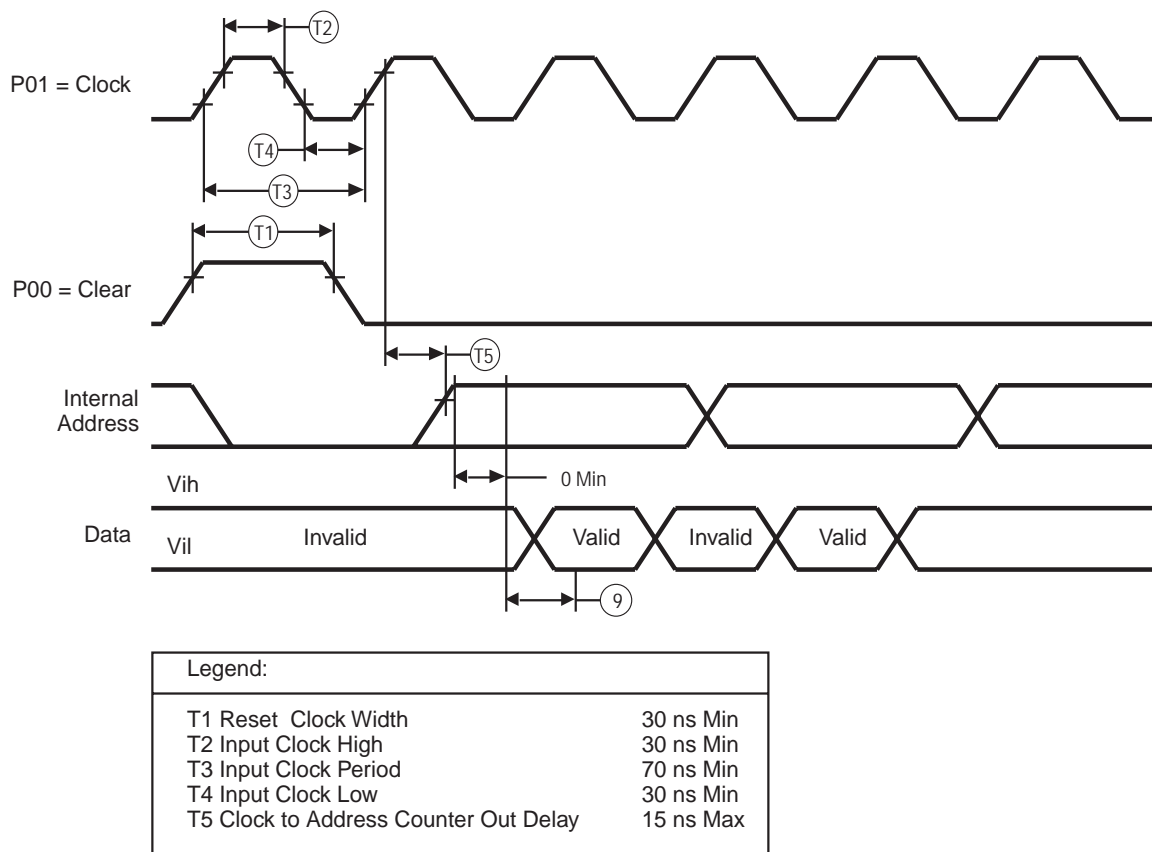 T2
P01 = Clock
T4
T3
T1
P00 = Clear
T5
Internal
Address
0 Min
Vih
Data
Vil
Invalid
Valid
Invalid
Valid
9
Legend:
T1 Reset Clock Width 30 ns Min
T2 Input Clock High 30 ns Min
T3 Input Clock Period 70 ns Min
T4 Input Clock Low 30 ns Min
T5 Clock to Address Counter Out Delay 15 ns Max